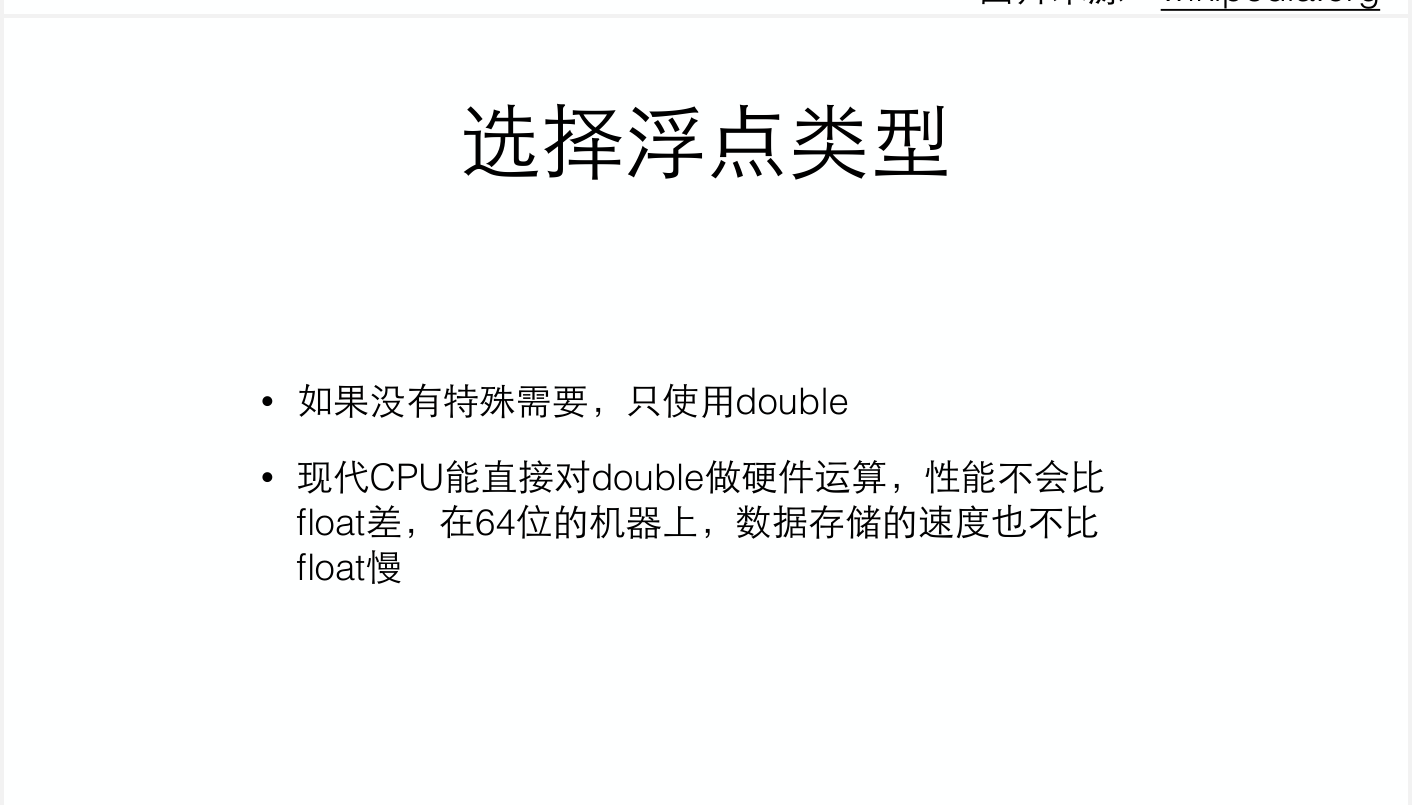 选择浮点类型
• 如果没有特殊需要，只使用double
• 现代CPU能直接对double做硬件运算，性能不会比
float差，在64位的机器上，数据存储的速度也不比
float慢